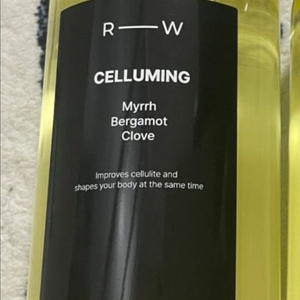 R—W
CELLUMING
Myrrh
Bergamot
Clove
Improves cellulite and
shapes your body at the same time